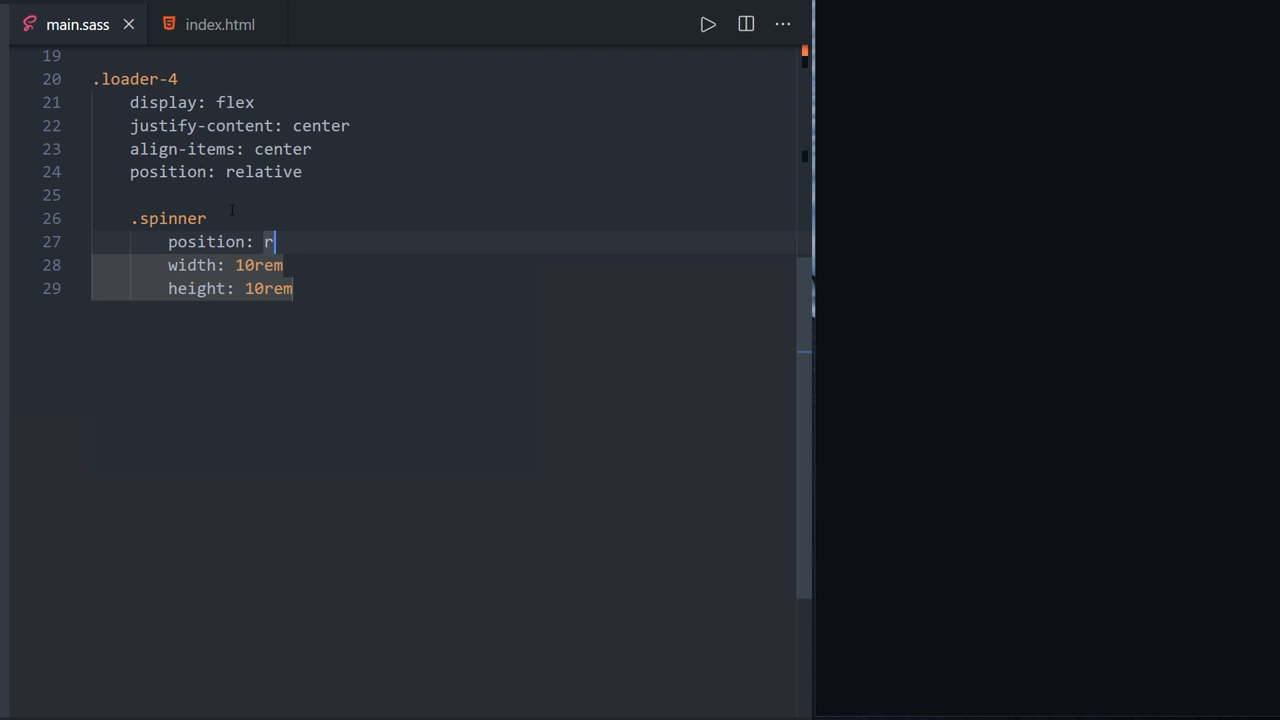 main.sass
index.html
19
20 .loader-4
21 display: flex
22 justify-content: center
23 align-items: center
24 position: relative
25
26 .spinner
27 position: r
28 width: 10rem
29 height: 10rem